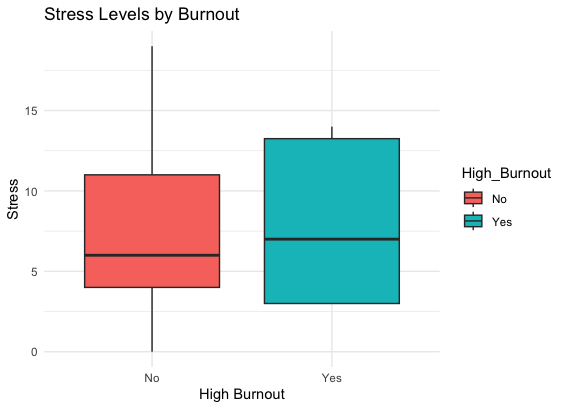 Stress Levels by Burnout
15
10
5
0
Stress
No
Yes
High Burnout
High_Burnout
No
Yes